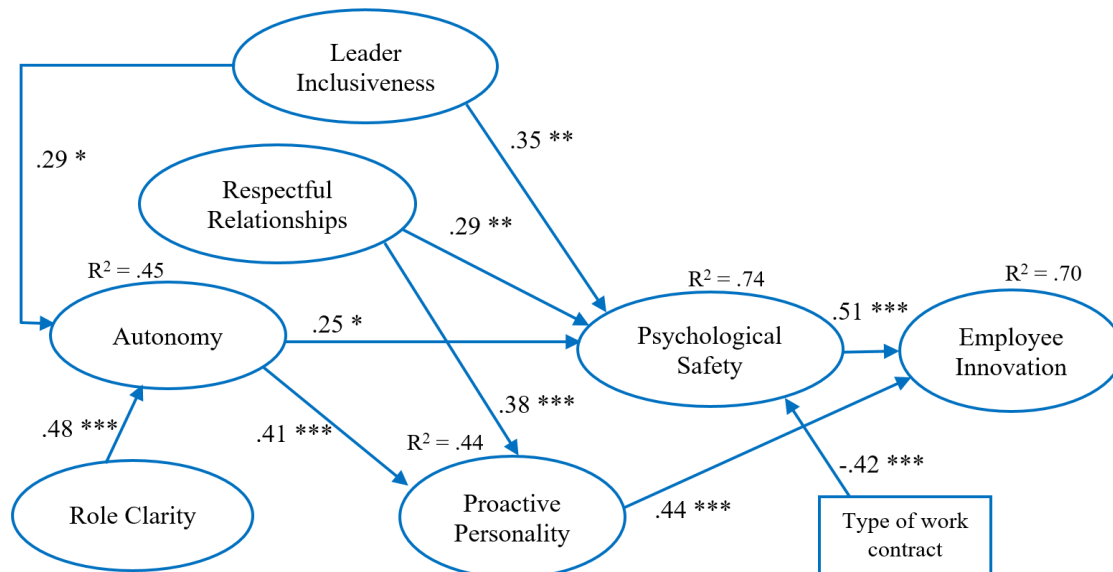 Leader
Inclusiveness
.35 **
.29 *
Respectful
Relationships
.29 **
R² = .45
R² = .74
R² = .70
Autonomy
.25 *
Psychological
Safety
.51 ***
Employee
Innovation
.48 ***
.41 ***
.38 ***
R² = .44
-.42 ***
Role Clarity
Proactive
Personality
.44 ***
Type of work
contract